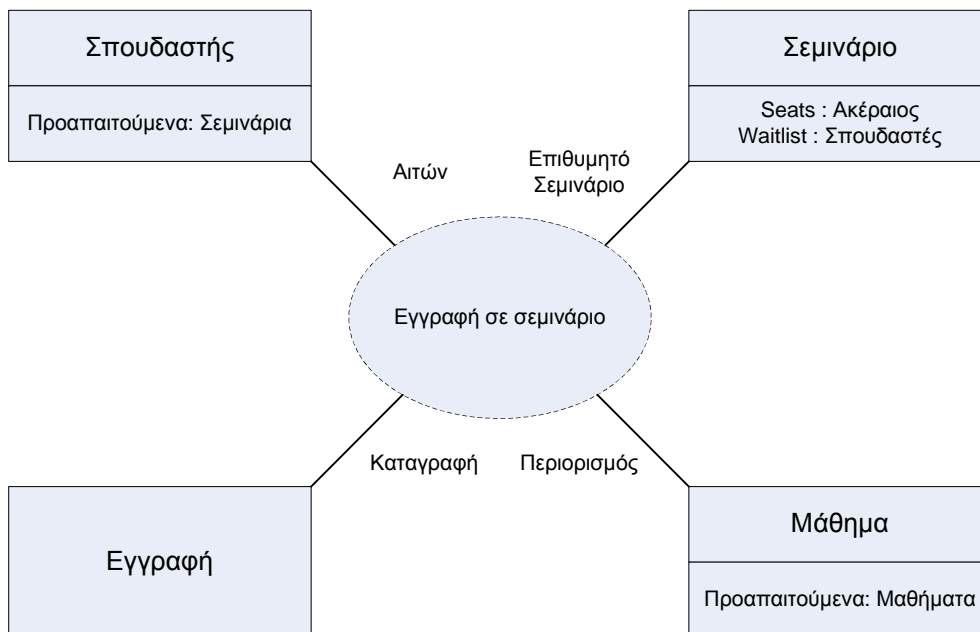 Σπουδαστής
Προαπαιτούμενα: Σεμινάρια
Σεμινάριο
Seats : Ακέραιος
Waitlist : Σπουδαστές
Αιτών
Επιθυμητό
Σεμινάριο
Εγγραφή σε σεμινάριο
Καταγραφή
Περιορισμός
Εγγραφή
Μάθημα
Προαπαιτούμενα: Μαθήματα